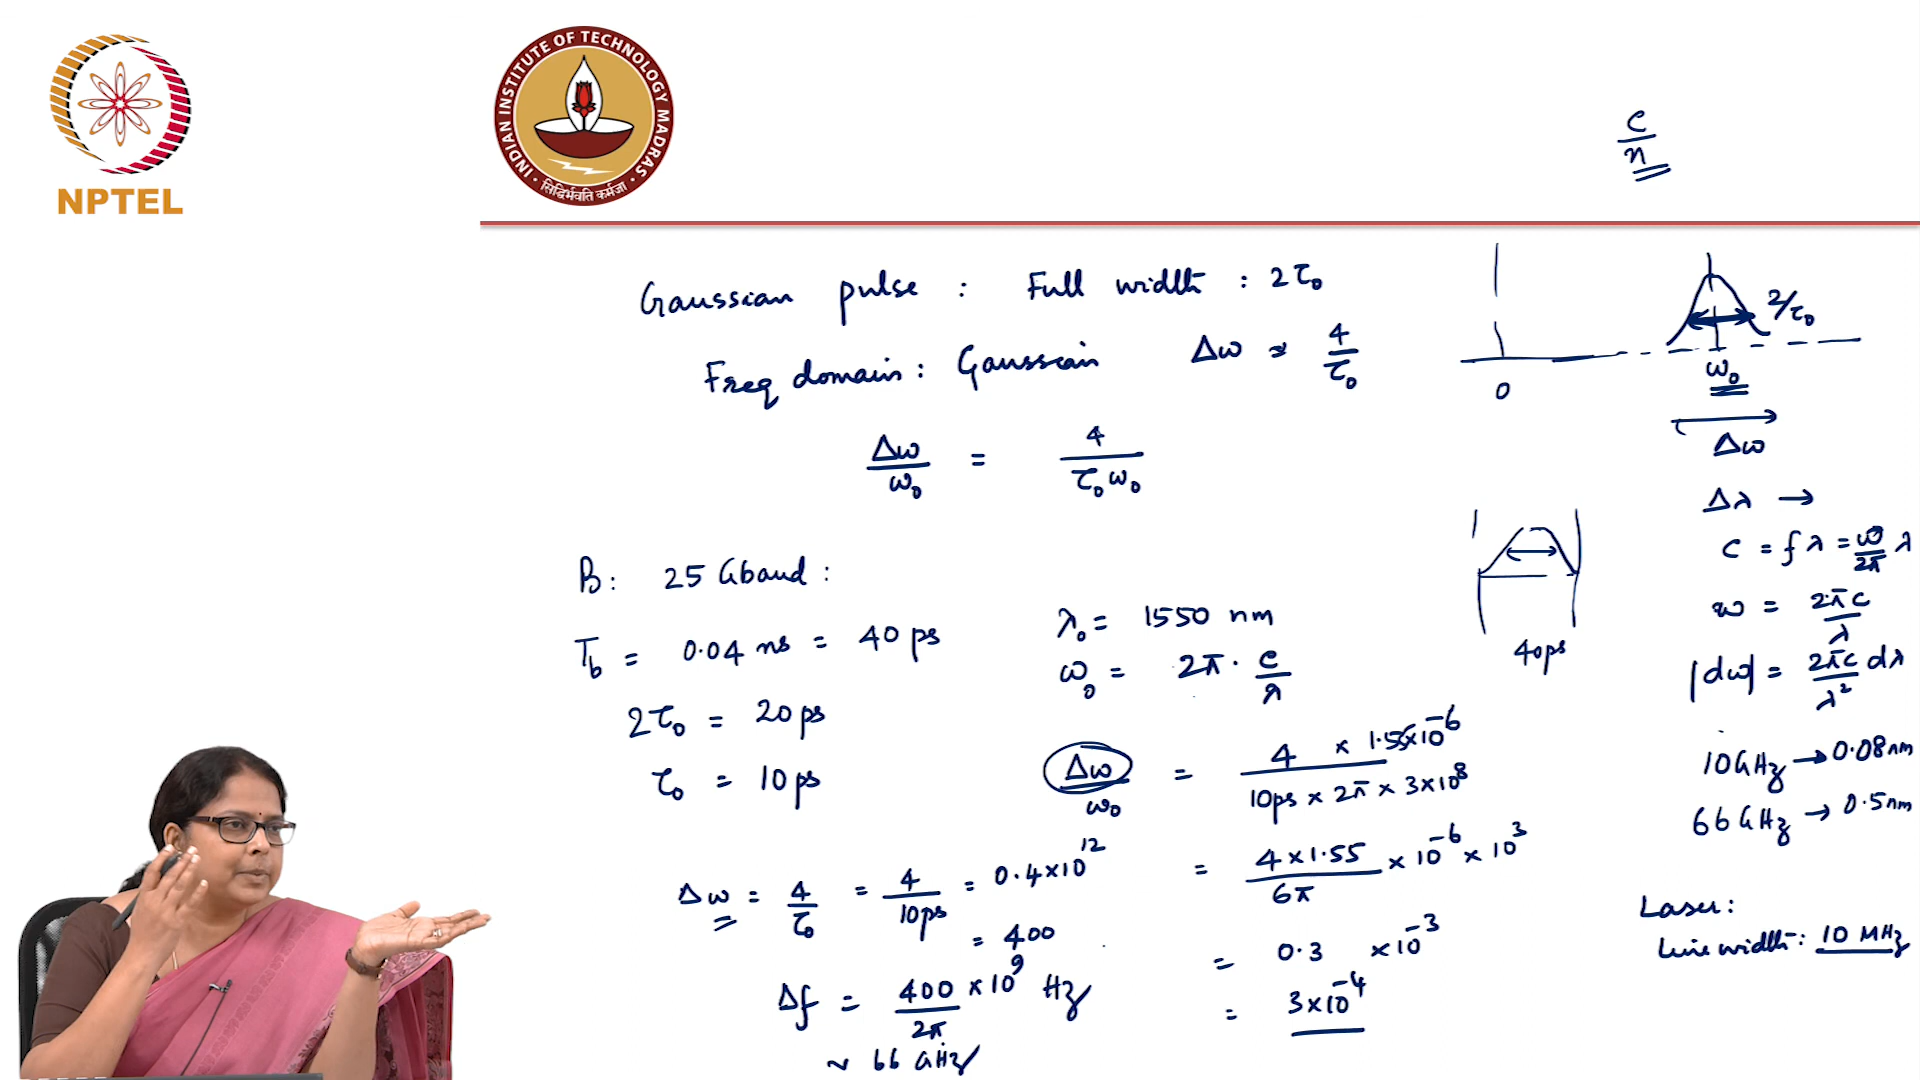 NPTEL
INDIAN INSTITUTE OF TECHNOLOGY MADRAS
सिद्धिर्भवति कर्मजा
c/n
Gaussian pulse : Full width : 2τ₀
2/τ₀
Freq domain : Gaussian Δω ≈ 4/τ₀
0 ω₀
Δω
Δω/ω₀ = 4/(τ₀ω₀)
B: 25 Gbaud :
T_b = 0.04 ns = 40 ps
2τ₀ = 20 ps
τ₀ = 10 ps
Δω = 4/τ₀ = 4/10ps = 0.4×10¹²
= 400
Δf = 400/2π × 10⁹ Hz
~ 66 GHz
λ₀ = 1550 nm
ω₀ = 2π · c/λ
Δω/ω₀ = (4 × 1.55×10⁻⁶)/(10ps × 2π × 3×10⁸)
= (4×1.55)/6π × 10⁻⁶ × 10³
= 0.3 × 10⁻³
= 3×10⁻⁴
40ps
Δλ →
c = fλ = ω/2π λ
ω = 2πc/λ
|dω| = 2πc/λ² dλ
10 GHz → 0.08 nm
66 GHz → 0.5 nm
Laser:
Line width : 10 MHz